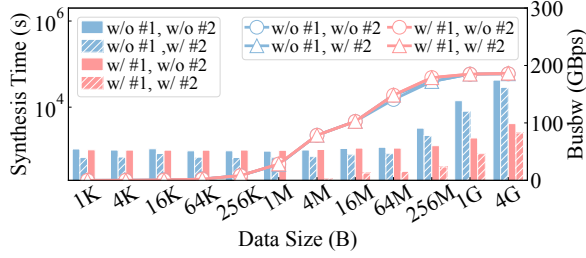 Synthesis Time (s)
10^6
10^4
w/o #1, w/o #2
w/o #1 ,w/ #2
w/ #1, w/o #2
w/ #1, w/ #2
w/o #1, w/o #2
w/o #1, w/ #2
w/ #1, w/o #2
w/ #1, w/ #2
300
200
100
0
Busbw (GBps)
1K 4K 16K 64K 256K 1M 4M 16M 64M 256M 1G 4G
Data Size (B)